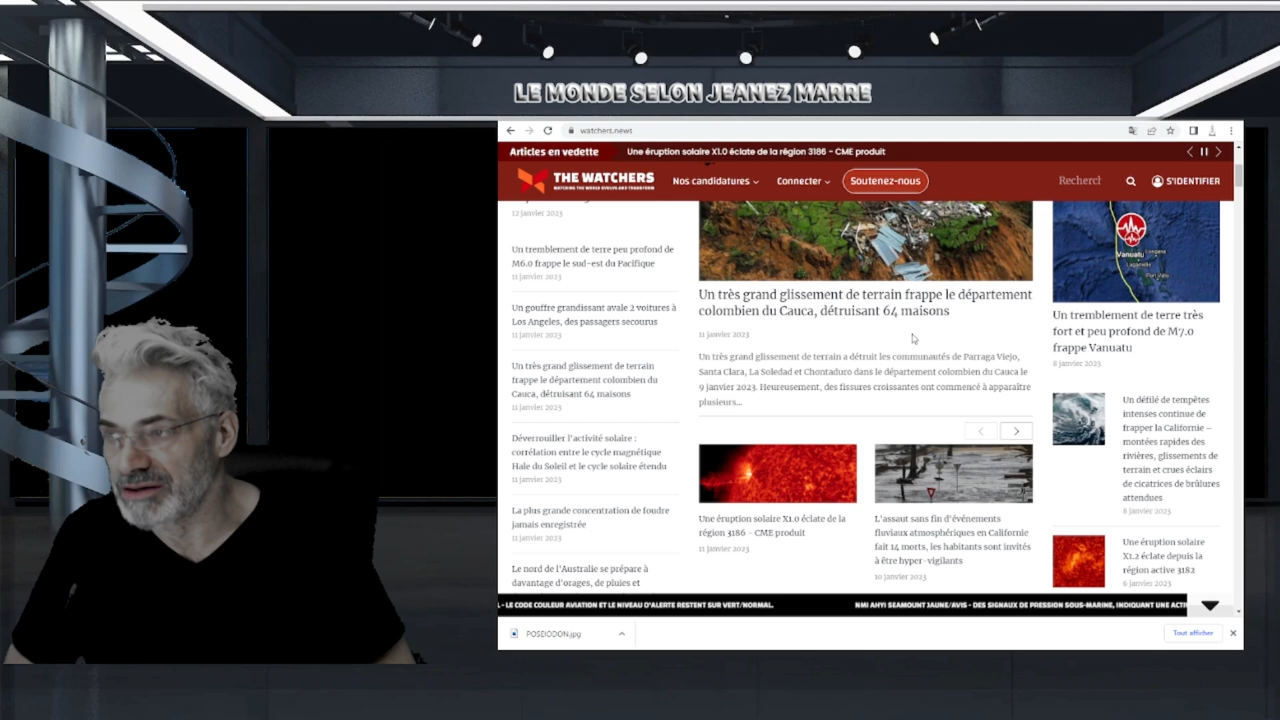 LE MONDE SELON JEANEZ MARRE
watchers.news
Articles en vedette
Une éruption solaire X1.0 éclate de la région 3186 - CME produit
THE WATCHERS
WATCHING THE WORLD EVOLVE AND TRANSFORM
Nos candidatures
Connecter
Soutenez-nous
Recherch
S'IDENTIFIER
12 janvier 2023
Un tremblement de terre peu profond de
M6.0 frappe le sud-est du Pacifique
11 janvier 2023
Un gouffre grandissant avale 2 voitures à
Los Angeles, des passagers secourus
11 janvier 2023
Un très grand glissement de terrain
frappe le département colombien du
Cauca, détruisant 64 maisons
11 janvier 2023
Déverrouiller l'activité solaire :
corrélation entre le cycle magnétique
Hale du Soleil et le cycle solaire étendu
11 janvier 2023
La plus grande concentration de foudre
jamais enregistrée
11 janvier 2023
Le nord de l'Australie se prépare à
davantage d'orages, de pluies et
Un très grand glissement de terrain frappe le département
colombien du Cauca, détruisant 64 maisons
11 janvier 2023
Un très grand glissement de terrain a détruit les communautés de Parraga Viejo,
Santa Clara, La Soledad et Chontaduro dans le département colombien du Cauca le
9 janvier 2023. Heureusement, des fissures croissantes ont commencé à apparaître
plusieurs...
Une éruption solaire X1.0 éclate de la
région 3186 - CME produit
11 janvier 2023
L'assaut sans fin d'événements
fluviaux atmosphériques en Californie
fait 14 morts, les habitants sont invités
à être hyper-vigilants
10 janvier 2023
Vanuatu
Un tremblement de terre très
fort et peu profond de M7.0
frappe Vanuatu
8 janvier 2023
Un défilé de tempêtes
intenses continue de
frapper la Californie –
montées rapides des
rivières, glissements de
terrain et crues éclairs
de cicatrices de brûlures
attendues
8 janvier 2023
Une éruption solaire
X1.2 éclate depuis la
région active 3182
6 janvier 2023
L - LE CODE COULEUR AVIATION ET LE NIVEAU D'ALERTE RESTENT SUR VERT/NORMAL.
NMI AHYI SEAMOUNT JAUNE/AVIS - DES SIGNAUX DE PRESSION SOUS-MARINE, INDIQUANT UNE ACTI
POSEIODON.jpg
Tout afficher